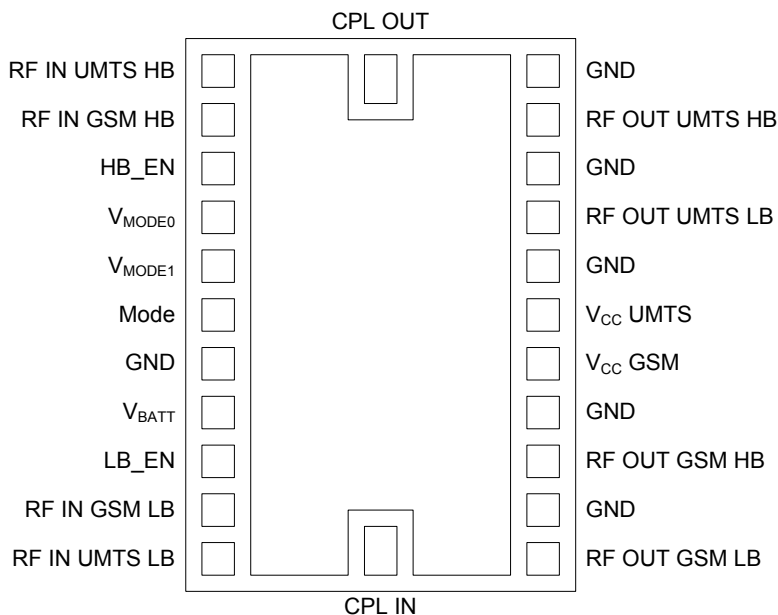 CPL OUT
RF IN UMTS HB
GND
RF IN GSM HB
RF OUT UMTS HB
HB_EN
GND
VMODE0
RF OUT UMTS LB
VMODE1
GND
Mode
VCC UMTS
GND
VCC GSM
VBATT
GND
LB_EN
RF OUT GSM HB
RF IN GSM LB
GND
RF IN UMTS LB
RF OUT GSM LB
CPL IN